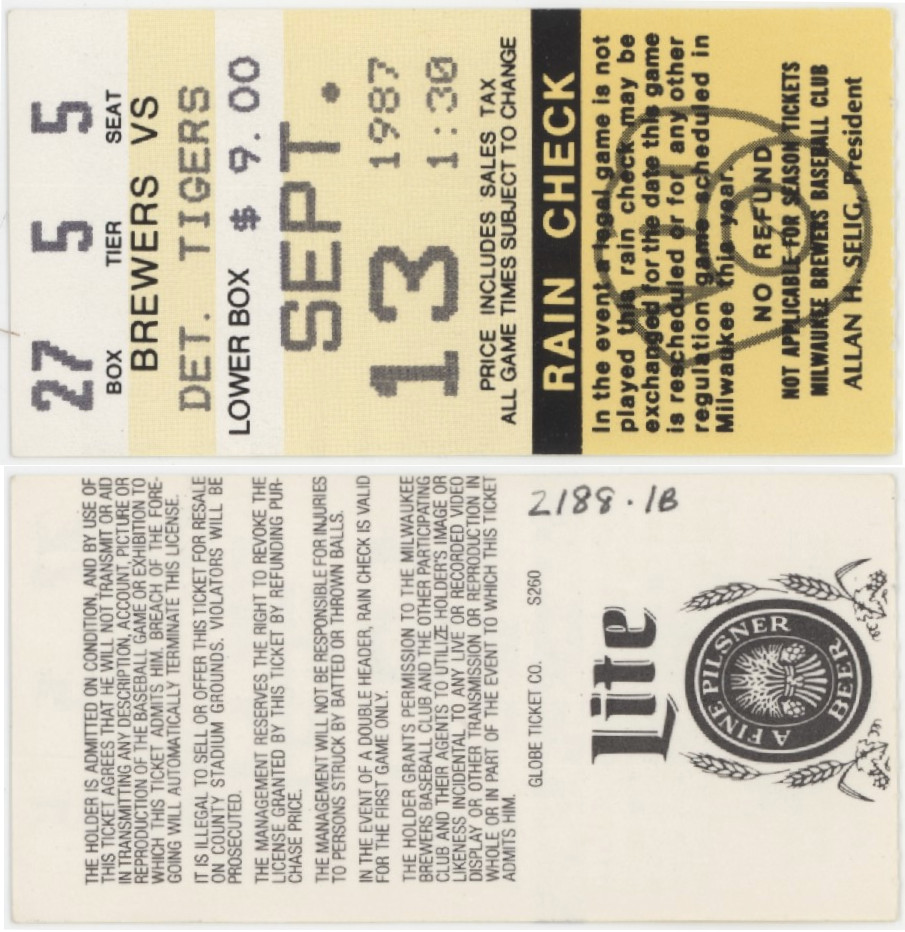 27 5 5
BOX TIER SEAT
BREWERS VS
DET. TIGERS
LOWER BOX $ 9.00
SEPT.
13 1987
1:30
PRICE INCLUDES SALES TAX
ALL GAME TIMES SUBJECT TO CHANGE
RAIN CHECK
In the event a legal game is not
played this rain check may be
exchanged for the date this game
is rescheduled or for any other
regulation game scheduled in
Milwaukee this year.
NO REFUND
NOT APPLICABLE FOR SEASON TICKETS
MILWAUKEE BREWERS BASEBALL CLUB
ALLAN H. SELIG, President
THE HOLDER IS ADMITTED ON CONDITION, AND BY USE OF
THIS TICKET AGREES THAT HE WILL NOT TRANSMIT OR AID
IN TRANSMITTING ANY DESCRIPTION, ACCOUNT, PICTURE OR
REPRODUCTION OF THE BASEBALL GAME OR EXHIBITION TO
WHICH THIS TICKET ADMITS HIM. BREACH OF THE FORE-
GOING WILL AUTOMATICALLY TERMINATE THIS LICENSE.
IT IS ILLEGAL TO SELL OR OFFER THIS TICKET FOR RESALE
ON COUNTY STADIUM GROUNDS. VIOLATORS WILL BE
PROSECUTED.
THE MANAGEMENT RESERVES THE RIGHT TO REVOKE THE
LICENSE GRANTED BY THIS TICKET BY REFUNDING PUR-
CHASE PRICE.
THE MANAGEMENT WILL NOT BE RESPONSIBLE FOR INJURIES
TO PERSONS STRUCK BY BATTED OR THROWN BALLS.
IN THE EVENT OF A DOUBLE HEADER, RAIN CHECK IS VALID
FOR THE FIRST GAME ONLY.
THE HOLDER GRANTS PERMISSION TO THE MILWAUKEE
BREWERS BASEBALL CLUB AND THE OTHER PARTICIPATING
CLUB AND THEIR AGENTS TO UTILIZE HOLDER'S IMAGE OR
LIKENESS INCIDENTAL TO ANY LIVE OR RECORDED VIDEO
DISPLAY OR OTHER TRANSMISSION OR REPRODUCTION IN
WHOLE OR IN PART OF THE EVENT TO WHICH THIS TICKET
ADMITS HIM.
2188.1B
GLOBE TICKET CO. S260
Lite
A FINE PILSNER
BEER